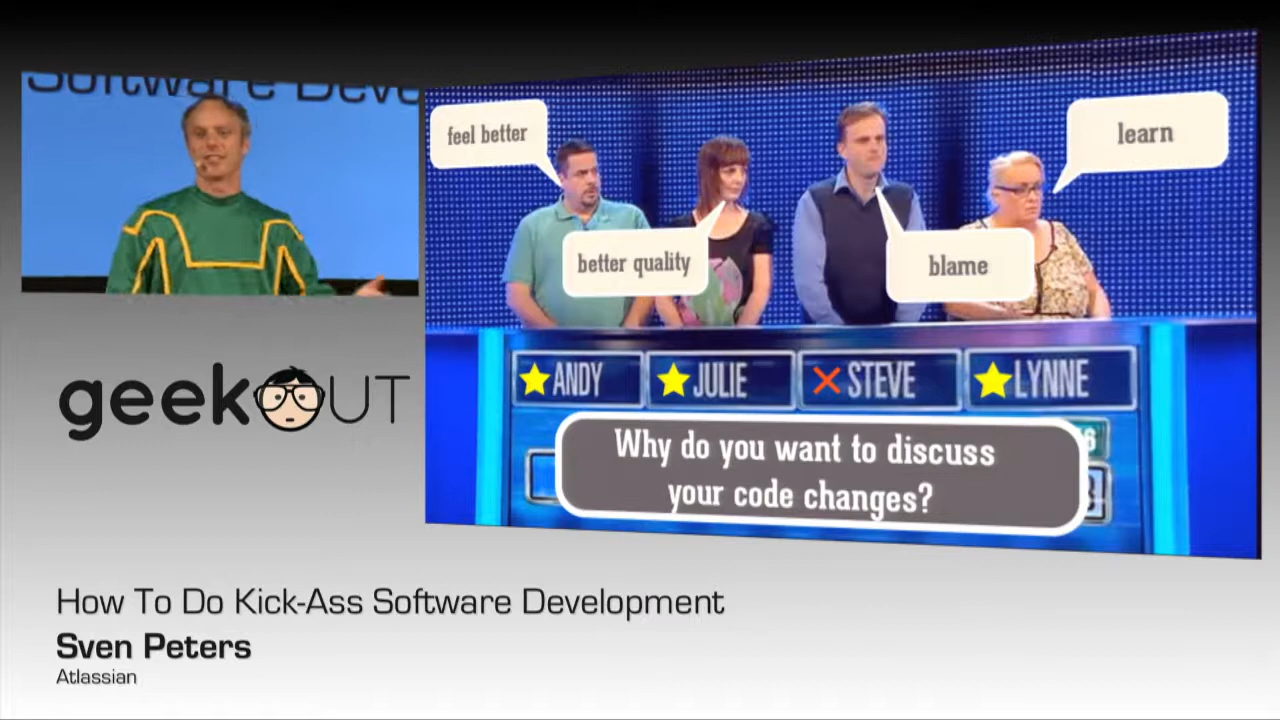 Software Deve
feel better
learn
better quality
blame
ANDY
JULIE
STEVE
LYNNE
Why do you want to discuss
your code changes?
geekOUT
How To Do Kick-Ass Software Development
Sven Peters
Atlassian